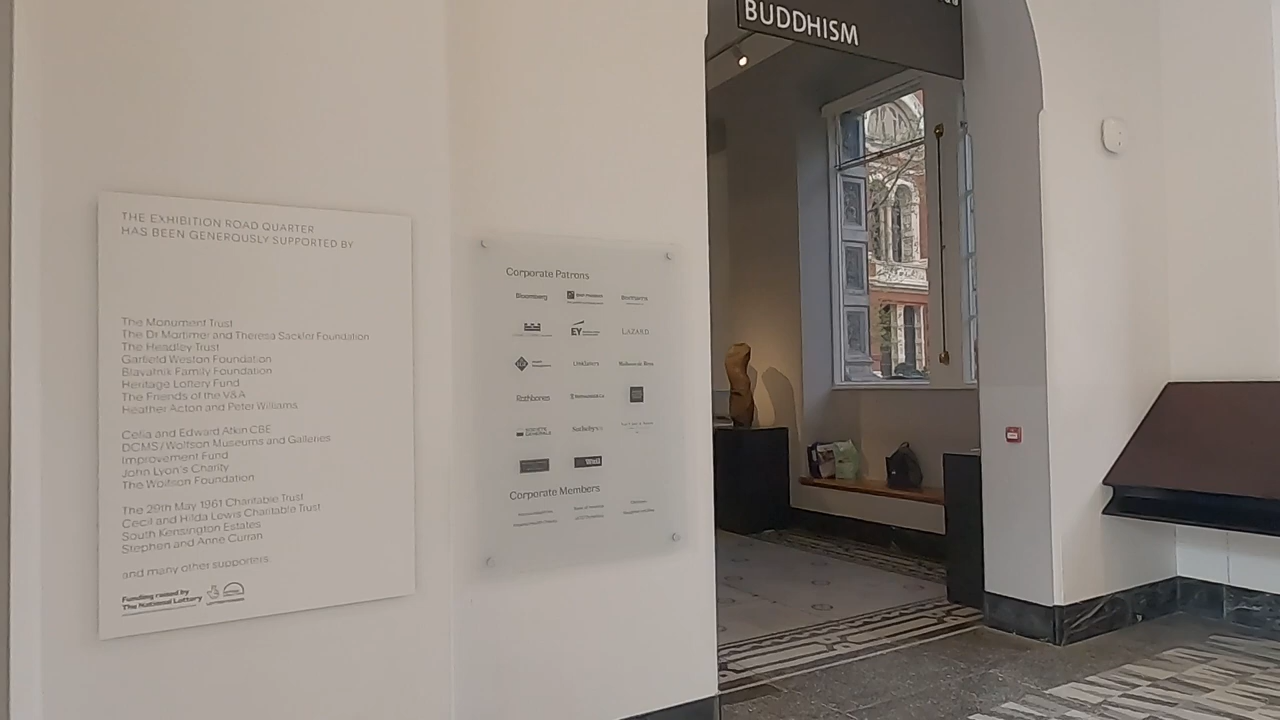 BUDDHISM
THE EXHIBITION ROAD QUARTER
HAS BEEN GENEROUSLY SUPPORTED BY
The Monument Trust
The Dr Mortimer and Theresa Sackler Foundation
The Headley Trust
Garfield Weston Foundation
Blavatnik Family Foundation
Heritage Lottery Fund
The Friends of the V&A
Heather Acton and Peter Williams
Celia and Edward Atkin CBE
DCMS/Wolfson Museums and Galleries
Improvement Fund
John Lyon's Charity
The Wolfson Foundation
The 29th May 1961 Charitable Trust
Cecil and Hilda Lewis Charitable Trust
South Kensington Estates
Stephen and Anne Curran
and many other supporters
Funding raised by
The National Lottery
Corporate Patrons
Bloomberg
EY
LAZARD
Linklaters
Rathbones
SOCIETE
GENERALE
Sotheby's
Well
Corporate Members